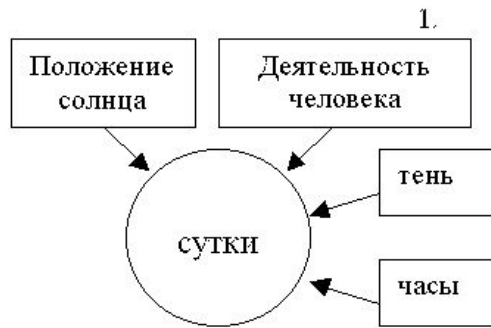 1.
Положение
солнца
Деятельность
человека
тень
сутки
часы